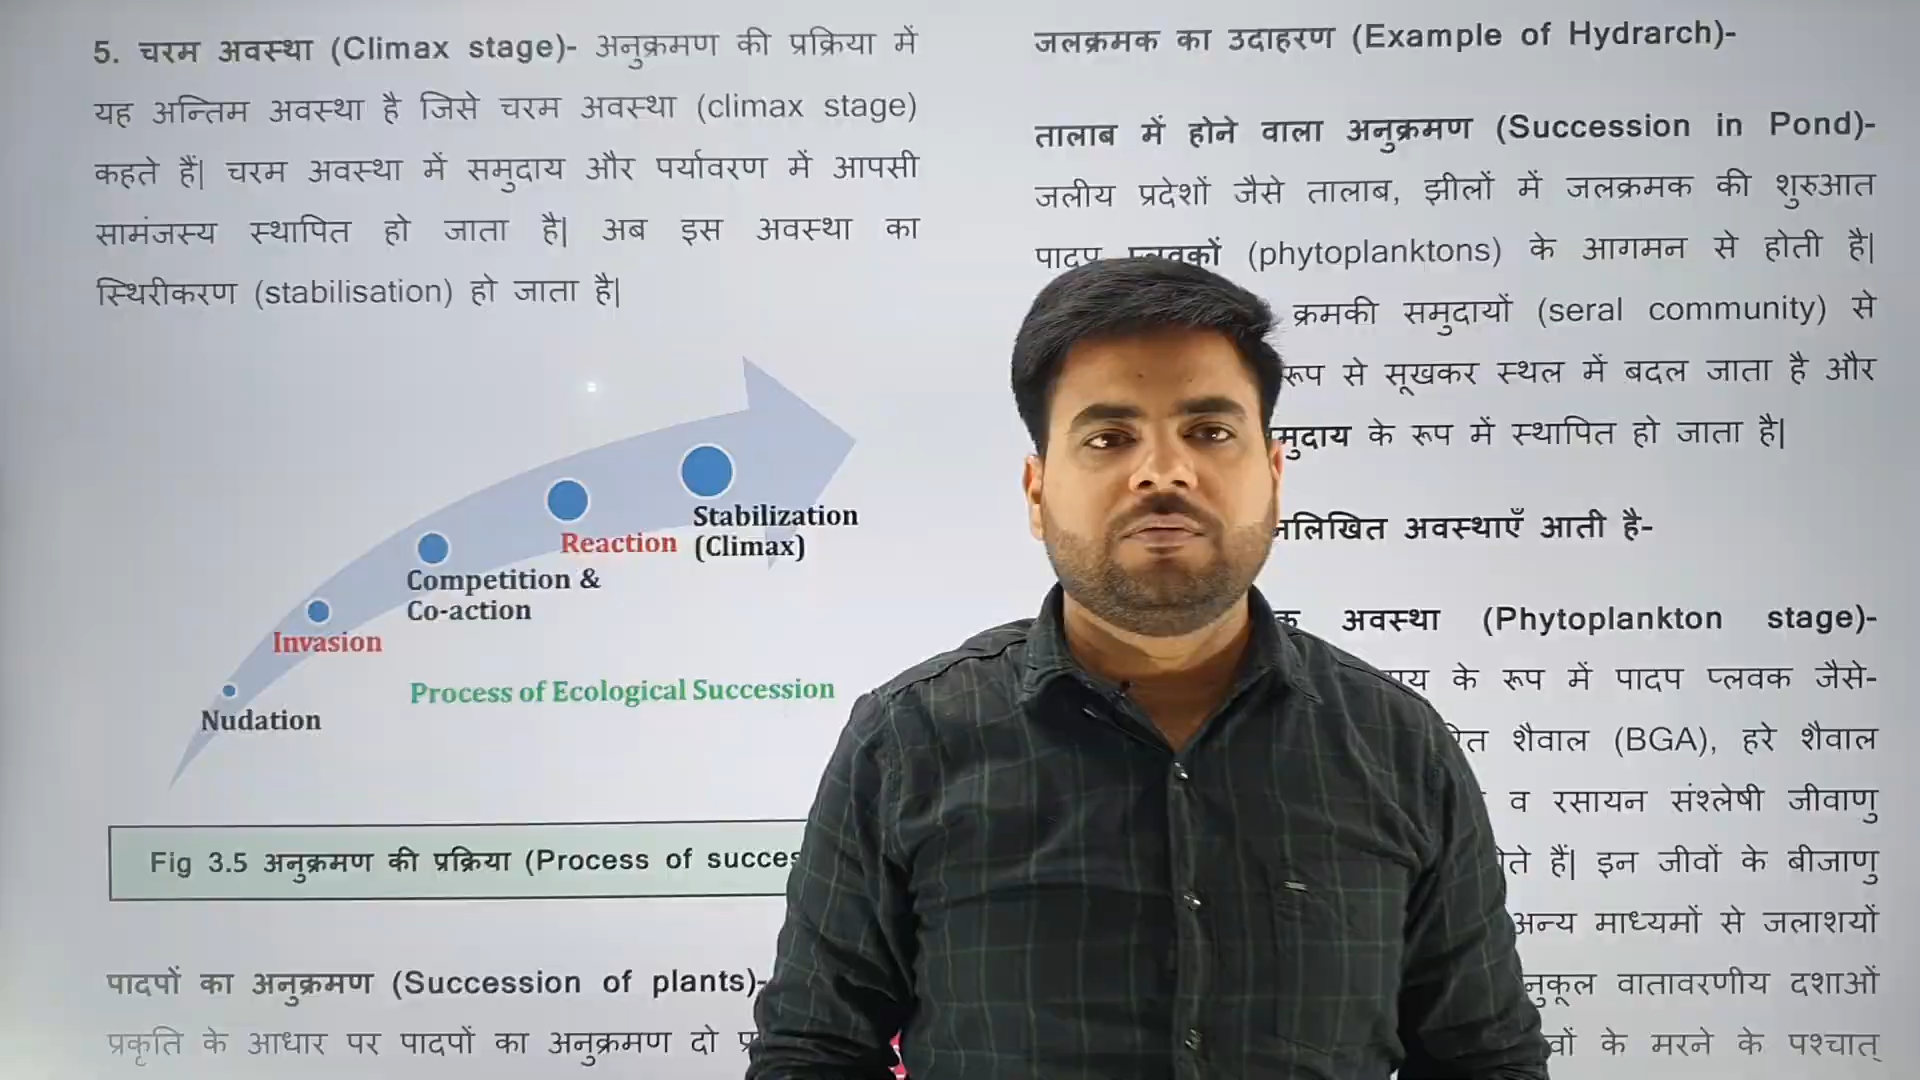 5. चरम अवस्था (Climax stage)- अनुक्रमण की प्रक्रिया में
यह अन्तिम अवस्था है जिसे चरम अवस्था (climax stage)
कहते हैं| चरम अवस्था में समुदाय और पर्यावरण में आपसी
सामंजस्य स्थापित हो जाता है| अब इस अवस्था का
स्थिरीकरण (stabilisation) हो जाता है|
Stabilization
(Climax)
Reaction
Competition &
Co-action
Invasion
Process of Ecological Succession
Nudation
Fig 3.5 अनुक्रमण की प्रक्रिया (Process of
पादपों का अनुक्रमण (Succession of plants)-
प्रकृति के आधार पर पादपों का अनुक्रमण दो
जलक्रमक का उदाहरण (Example of Hydrarch)-
तालाब में होने वाला अनुक्रमण (Succession in Pond)-
जलीय प्रदेशों जैसे तालाब, झीलों में जलक्रमक की शुरुआत
पादप प्लवकों (phytoplanktons) के आगमन से होती है|
क्रमकी समुदायों (seral community) से
रूप से सूखकर स्थल में बदल जाता है और
के रूप में स्थापित हो जाता है|
अवस्थाएँ आती है-
अवस्था (Phytoplankton stage)-
के रूप में पादप प्लवक जैसे-
शैवाल (BGA), हरे शैवाल
व रसायन संश्लेषी जीवाणु
हैं| इन जीवों के बीजाणु
अन्य माध्यमों से जलाशयों
वातावरणीय दशाओं
के मरने के पश्चात्